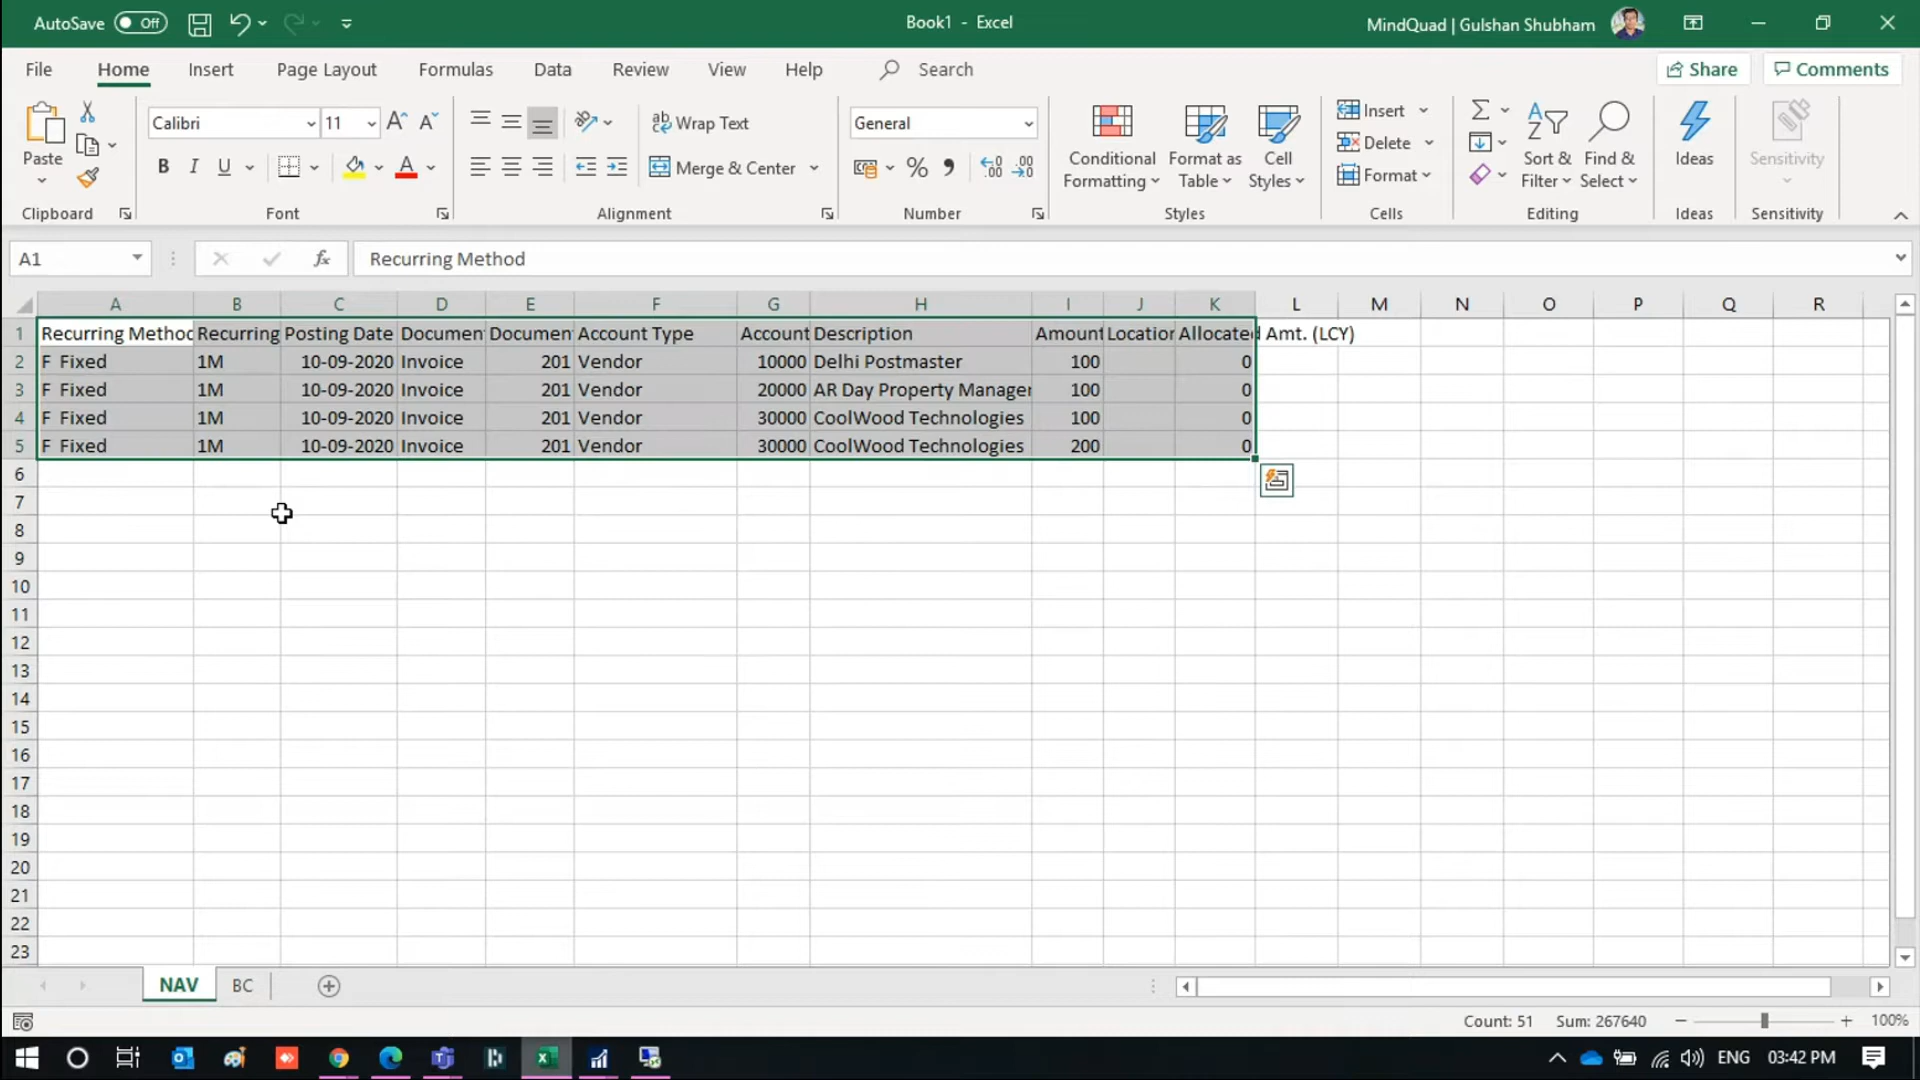 AutoSave Off Book1 - Excel MindQuad | Gulshan Shubham
File Home Insert Page Layout Formulas Data Review View Help Search Share Comments
Paste
Calibri 11
B I U A
ab Wrap Text
Merge & Center
General
% 9
Conditional Formatting
Format as Table
Cell Styles
Insert
Delete
Format
Sort & Filter
Find & Select
Ideas
Sensitivity
Clipboard Font Alignment Number Styles Cells Editing Ideas Sensitivity
A1 fx Recurring Method
A B C D E F G H I J K L M N O P Q R
1 Recurring Method Recurring Posting Date Documen Documen Account Type Account Description Amount Location Allocated Amt. (LCY)
2 F Fixed 1M 10-09-2020 Invoice 201 Vendor 10000 Delhi Postmaster 100 0
3 F Fixed 1M 10-09-2020 Invoice 201 Vendor 20000 AR Day Property Manager 100 0
4 F Fixed 1M 10-09-2020 Invoice 201 Vendor 30000 CoolWood Technologies 100 0
5 F Fixed 1M 10-09-2020 Invoice 201 Vendor 30000 CoolWood Technologies 200 0
6
7
8
9
10
11
12
13
14
15
16
17
18
19
20
21
22
23
NAV BC
Count: 51 Sum: 267640 100%
ENG 03:42 PM